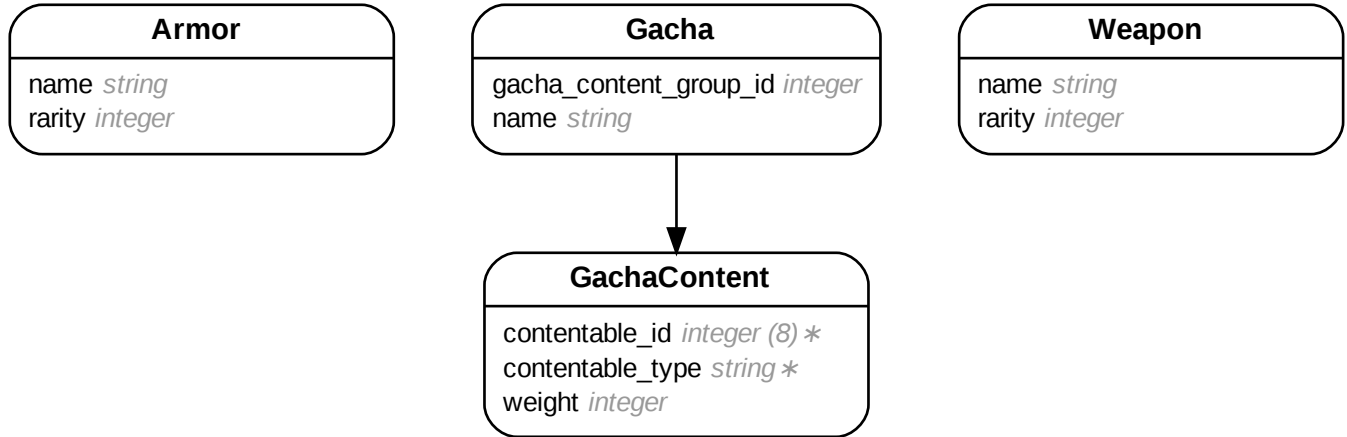 Armor
name string
rarity integer
Gacha
gacha_content_group_id integer
name string
Weapon
name string
rarity integer
GachaContent
contentable_id integer (8) ∗
contentable_type string ∗
weight integer